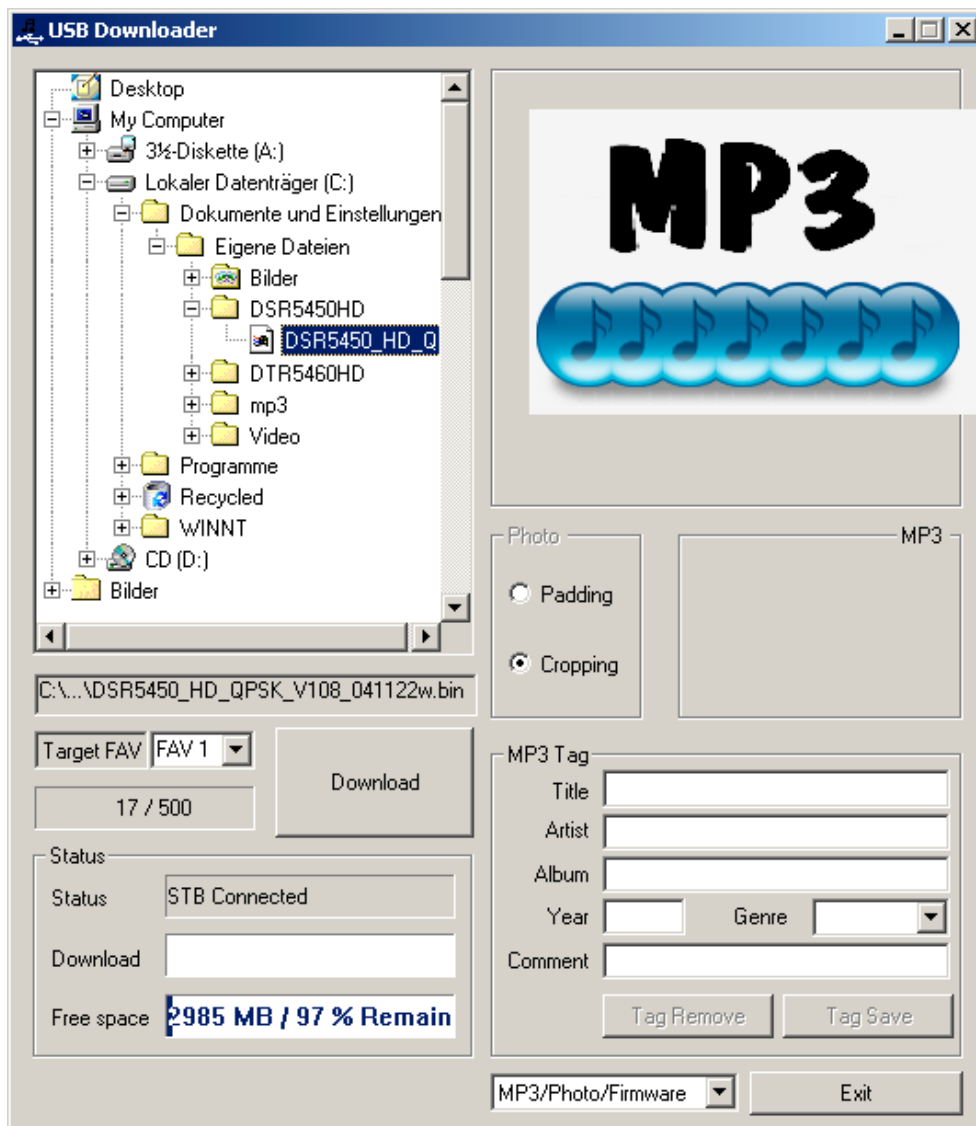 USB Downloader
Desktop
My Computer
3½-Diskette (A:)
Lokaler Datenträger (C:)
Dokumente und Einstellungen
Eigene Dateien
Bilder
DSR5450HD
DSR5450_HD_Q
DTR5460HD
mp3
Video
Programme
Recycled
WINNT
CD (D:)
Bilder
C:\...\DSR5450_HD_QPSK_V108_041122w.bin
Target FAV FAV 1
17 / 500
Download
Status
Status STB Connected
Download
Free space 2985 MB / 97 % Remain
MP3
Photo
Padding
Cropping
MP3
MP3 Tag
Title
Artist
Album
Year Genre
Comment
Tag Remove Tag Save
MP3/Photo/Firmware Exit